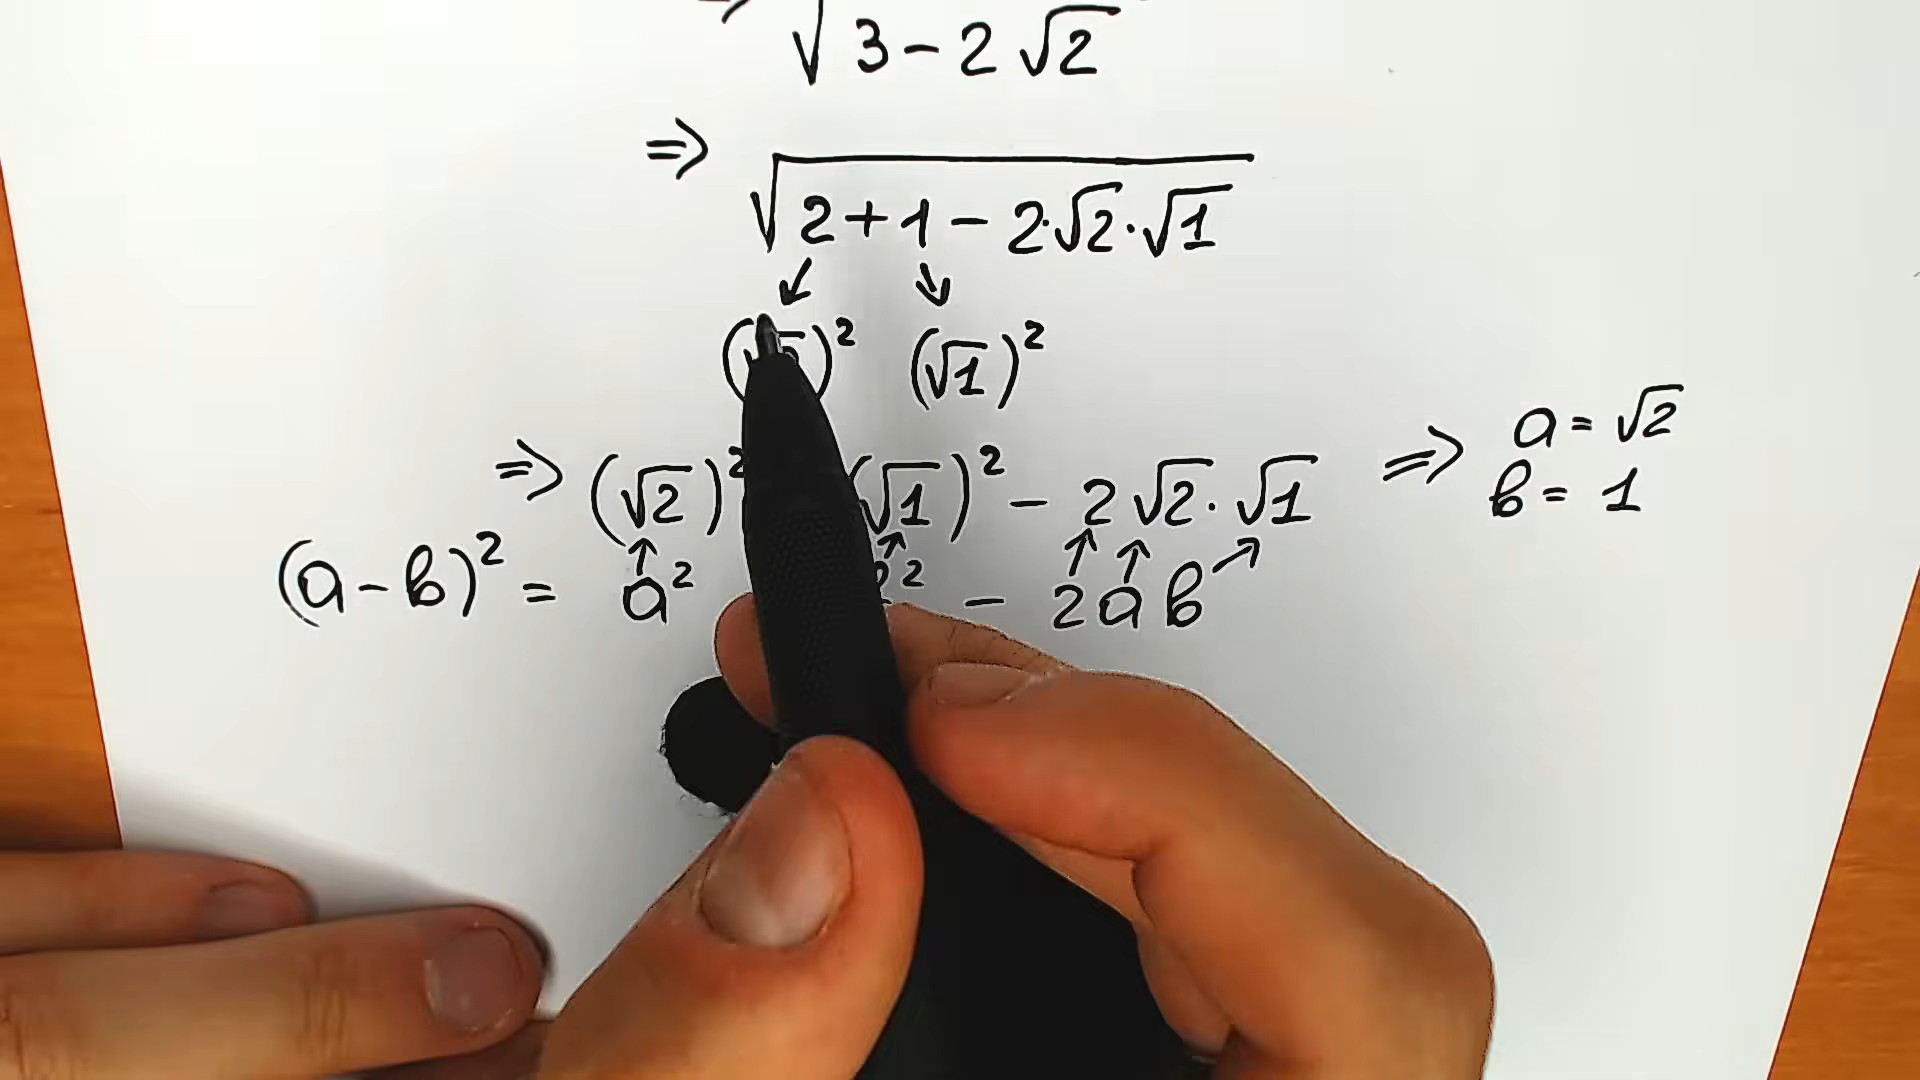 ⇒ √3 - 2√2
⇒ √2 + 1 - 2·√2·√1
↙ ↘
(√ )² (√1)²
⇒ (√2)² (√1)² - 2√2·√1 ⇒ a = √2
b = 1
↑ ↑ ↑ ↑ ↗
(a - b)² = a² ² - 2ab